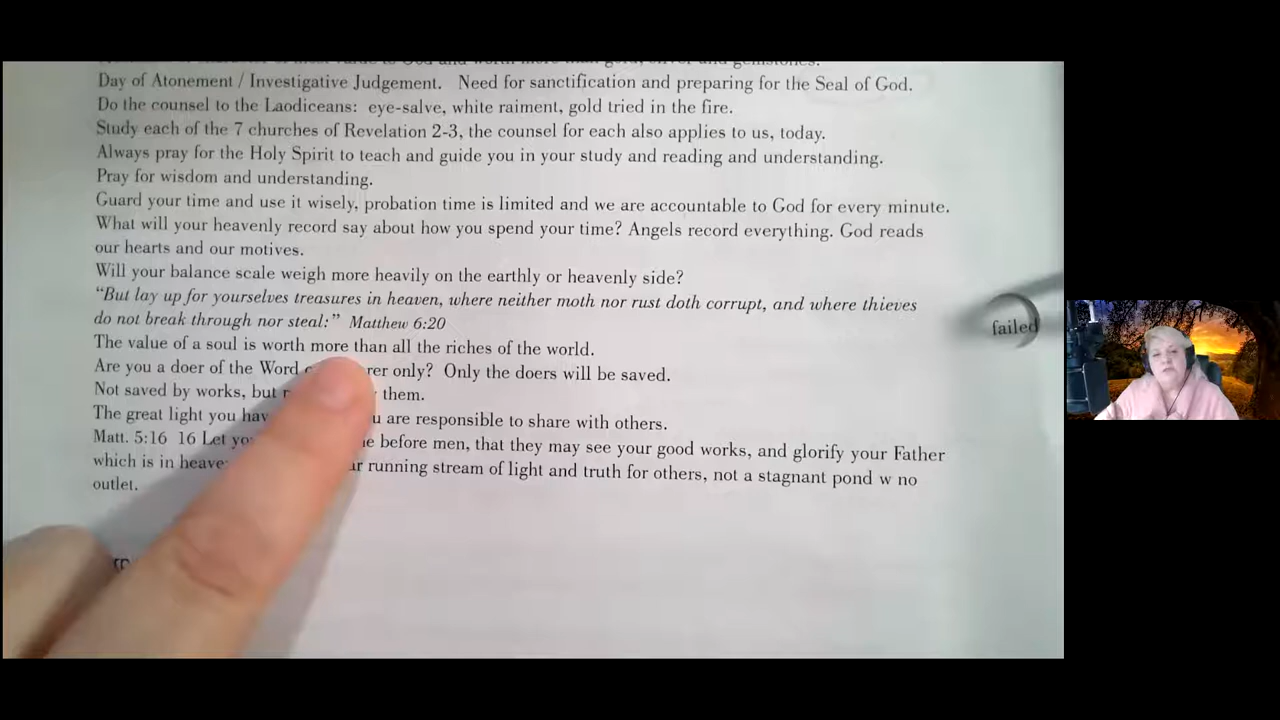 Day of Atonement / Investigative Judgement. Need for sanctification and preparing for the Seal of God.
Do the counsel to the Laodiceans: eye-salve, white raiment, gold tried in the fire.
Study each of the 7 churches of Revelation 2-3, the counsel for each also applies to us, today.
Always pray for the Holy Spirit to teach and guide you in your study and reading and understanding.
Pray for wisdom and understanding.
Guard your time and use it wisely, probation time is limited and we are accountable to God for every minute.
What will your heavenly record say about how you spend your time? Angels record everything. God reads
our hearts and our motives.
Will your balance scale weigh more heavily on the earthly or heavenly side?
“But lay up for yourselves treasures in heaven, where neither moth nor rust doth corrupt, and where thieves
do not break through nor steal:” Matthew 6:20
failed
The value of a soul is worth more than all the riches of the world.
Are you a doer of the Word only? Only the doers will be saved.
Not saved by works, but them.
The great light you are responsible to share with others.
Matt. 5:16 16 Let before men, that they may see your good works, and glorify your Father
which is in running stream of light and truth for others, not a stagnant pond w no
outlet.